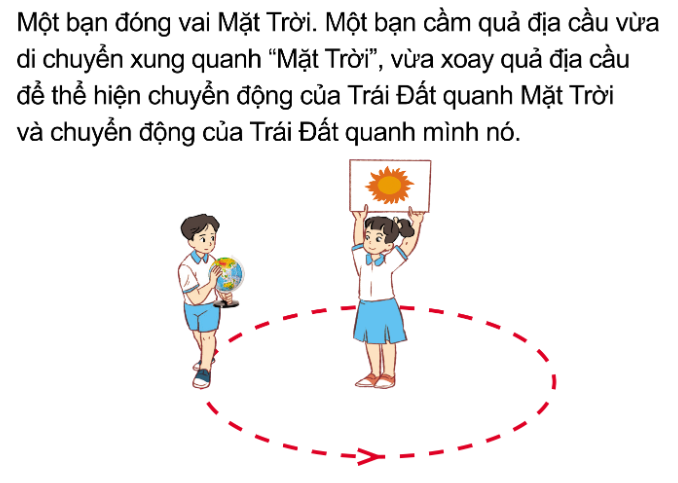 Một bạn đóng vai Mặt Trời. Một bạn cầm quả địa cầu vừa
di chuyển xung quanh “Mặt Trời”, vừa xoay quả địa cầu
để thể hiện chuyển động của Trái Đất quanh Mặt Trời
và chuyển động của Trái Đất quanh mình nó.